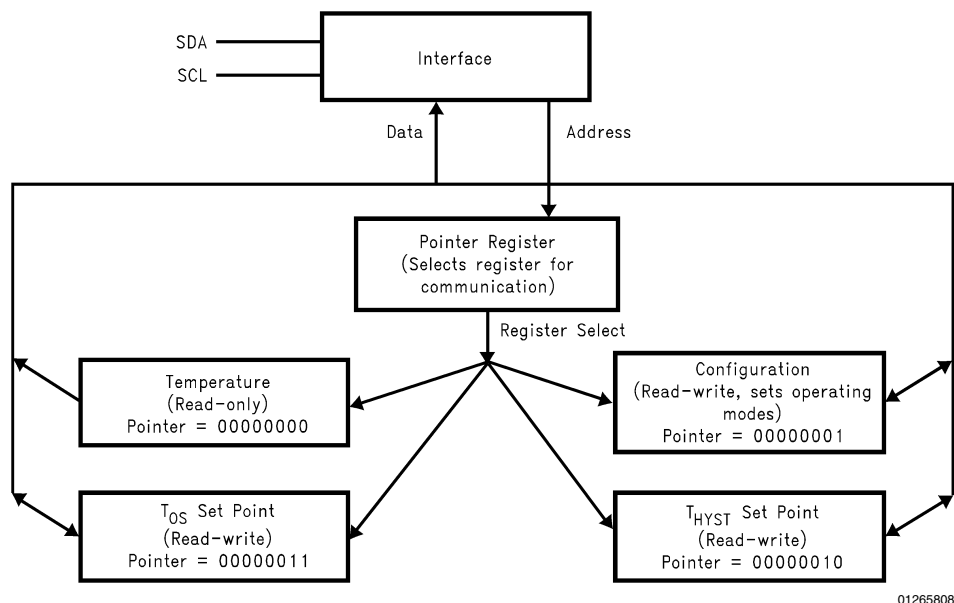 SDA
SCL
Interface
Data
Address
Pointer Register
(Selects register for
communication)
Register Select
Temperature
(Read-only)
Pointer = 00000000
Configuration
(Read-write, sets operating
modes)
Pointer = 00000001
TOS Set Point
(Read-write)
Pointer = 00000011
THYST Set Point
(Read-write)
Pointer = 00000010
01265808